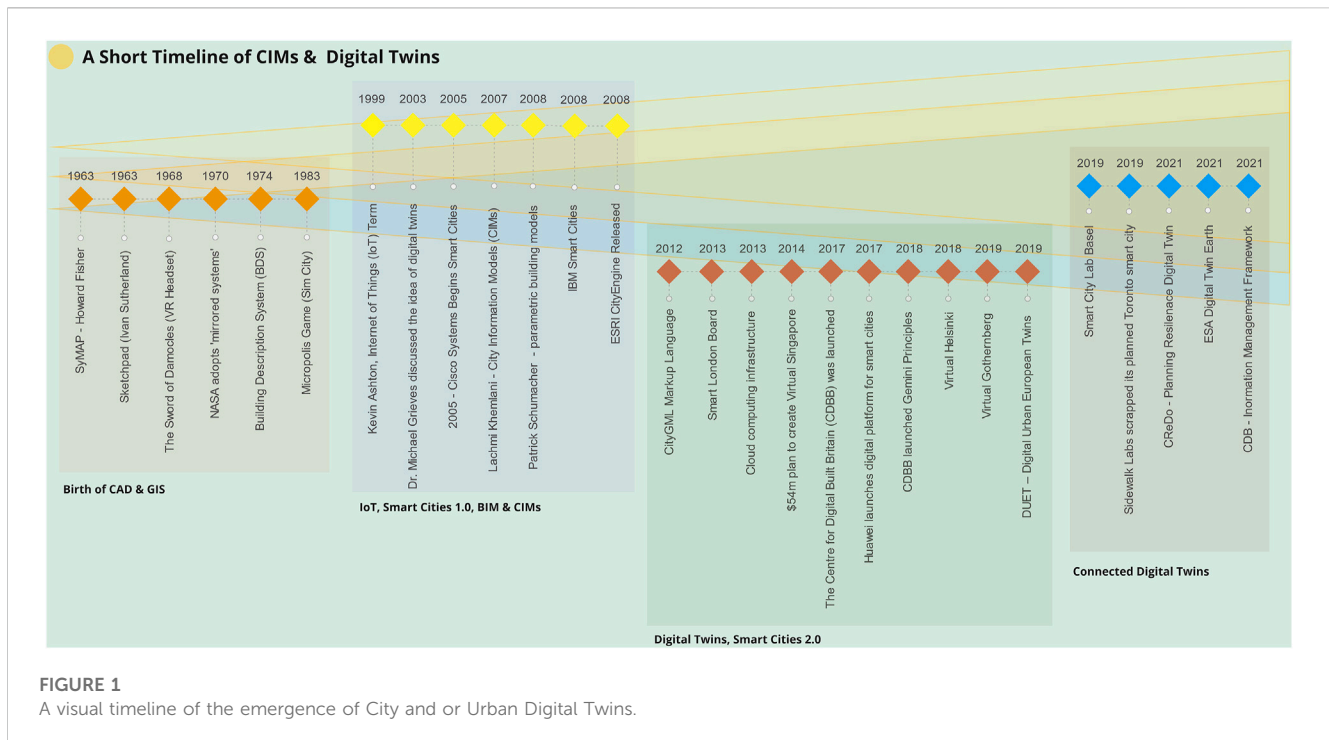 A Short Timeline of CIMs & Digital Twins
1963
1963
1968
1970
1974
1983
SyMAP - Howard Fisher
Sketchpad (Ivan Sutherland)
The Sword of Damodes (VR Headset)
NASA adopts 'mirrored systems'
Building Description System (BDS)
Micropolis Game (Sim City)
Birth of CAD & GIS
1999
2003
2005
2007
2008
2008
2008
Kevin Ashton, Internet of Things (IoT) Term
Dr. Michael Grieves discussed the idea of digital twins
2005 - Cisco Systems Begins Smart Cities
Lachmi Khemlani - City Information Models (CIMs)
Patrick Schumacher - parametric building models
IBM Smart Cities
ESRI CityEngine Released
IoT, Smart Cities 1.0, BIM & CIMs
2012
2013
2013
2014
2017
2017
2018
2018
2019
2019
CityGML Markup Language
Smart London Board
Cloud computing infrastructure
$54m plan to create Virtual Singapore
The Centre for Digital Built Britain (CDBB) was launched
Huawei launches digital platform for smart cities
CDBB launched Gemini Principles
Virtual Helsinki
Virtual Gothernberg
DUET – Digital Urban European Twins
Digital Twins, Smart Cities 2.0
2019
2019
2021
2021
2021
Smart City Lab Basel
Sidewalk Labs scrapped its planned Toronto smart city
CReDo - Planning Resilenace Digital Twin
ESA Digital Twin Earth
CDB - Inormation Management Framework
Connected Digital Twins
FIGURE 1
A visual timeline of the emergence of City and or Urban Digital Twins.